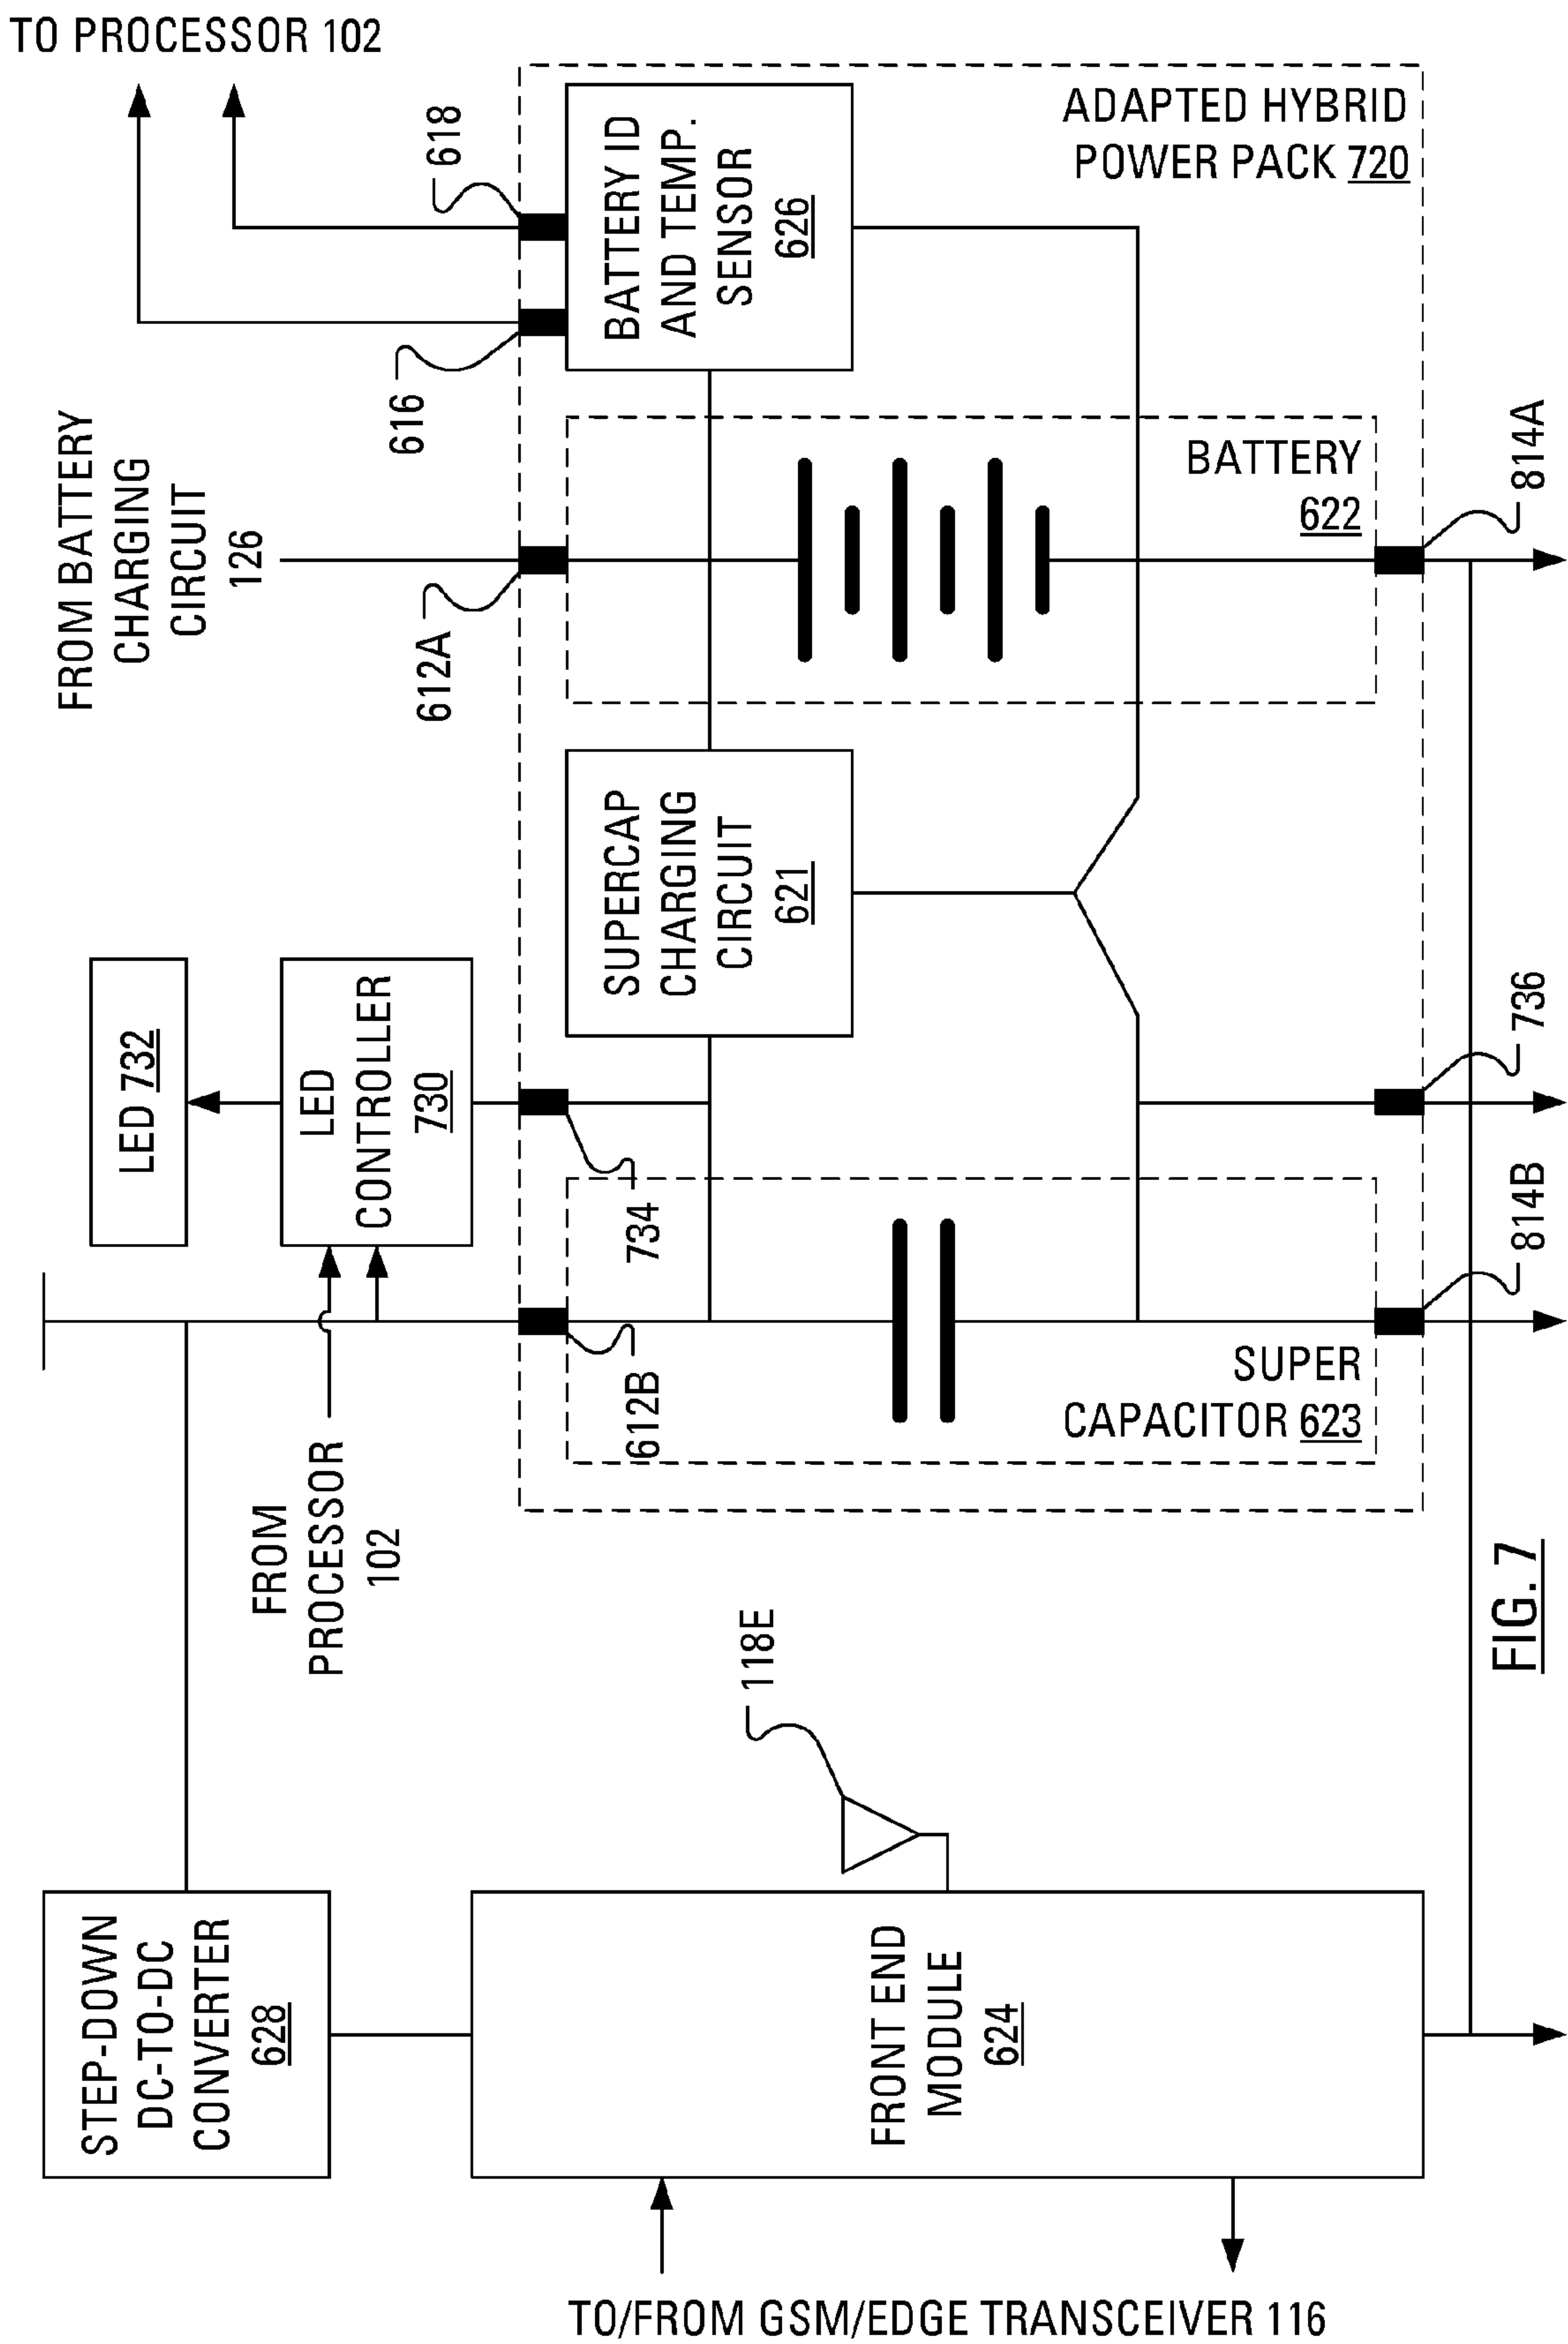 TO PROCESSOR 102
618
ADAPTED HYBRID
POWER PACK 720
BATTERY ID
AND TEMP.
SENSOR
626
616
FROM BATTERY
CHARGING
CIRCUIT
126
612A
BATTERY
622
814A
SUPERCAP
CHARGING
CIRCUIT
621
LED 732
LED
CONTROLLER
730
734
736
814B
612B
SUPER
CAPACITOR 623
FROM
PROCESSOR
102
118E
FIG. 7
STEP-DOWN
DC-TO-DC
CONVERTER
628
FRONT END
MODULE
624
TO/FROM GSM/EDGE TRANSCEIVER 116